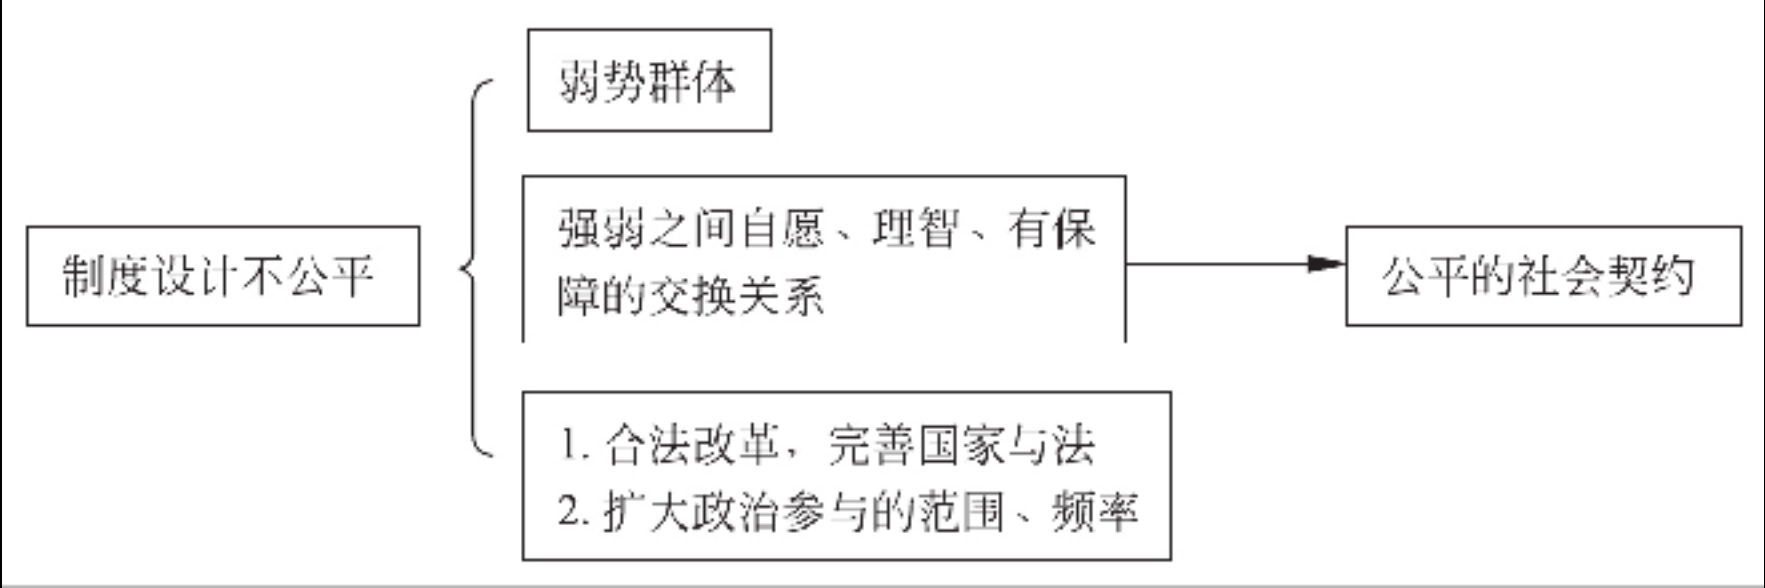 弱势群体
强弱之间自愿、理智、有保
障的交换关系
制度设计不公平
公平的社会契约
1. 合法改革，完善国家与法
2. 扩大政治参与的范围、频率